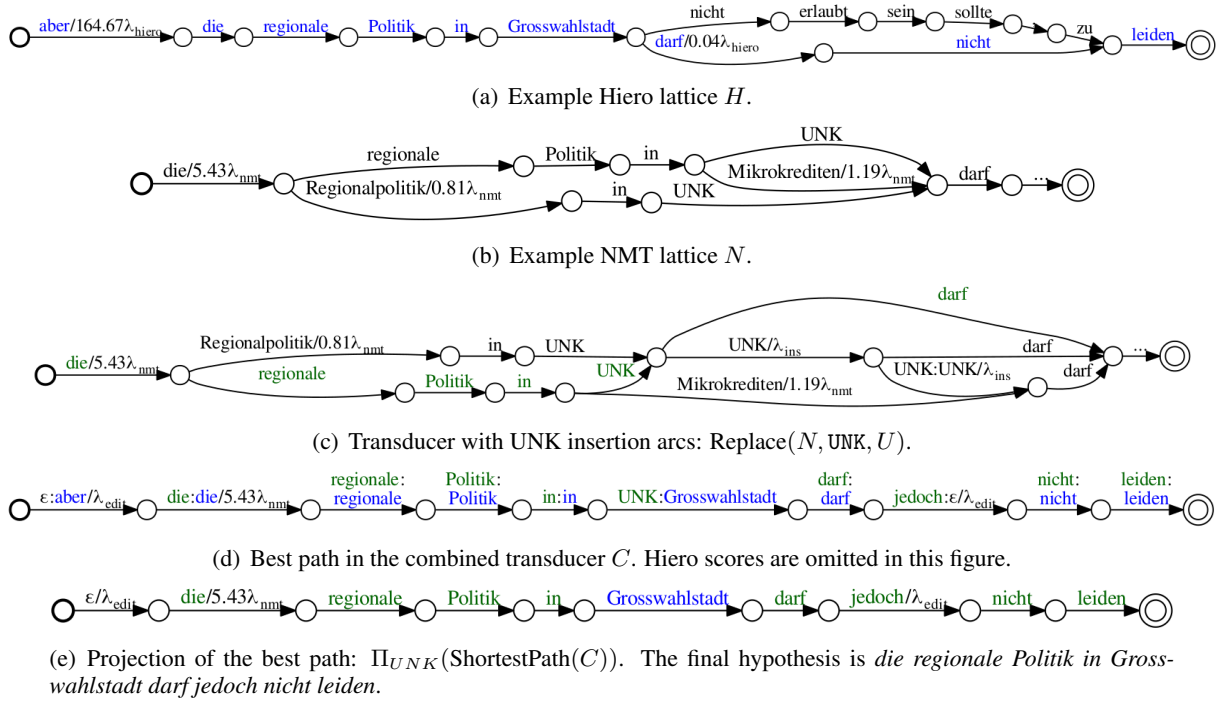 nicht erlaubt sein sollte ... zu
aber/164.67λhiero die regionale Politik in Grosswahlstadt darf/0.04λhiero nicht leiden
(a) Example Hiero lattice H.
UNK
regionale Politik in Mikrokrediten/1.19λnmt
die/5.43λnmt Regionalpolitik/0.81λnmt in UNK darf ...
(b) Example NMT lattice N.
darf
Regionalpolitik/0.81λnmt in UNK UNK/λins darf ...
die/5.43λnmt regionale UNK UNK:UNK/λins darf
Politik in Mikrokrediten/1.19λnmt
(c) Transducer with UNK insertion arcs: Replace(N, UNK, U).
regionale: Politik: darf: nicht: leiden:
ε:aber/λedit die:die/5.43λnmt regionale Politik in:in UNK:Grosswahlstadt darf jedoch:ε/λedit nicht leiden
(d) Best path in the combined transducer C. Hiero scores are omitted in this figure.
ε/λedit die/5.43λnmt regionale Politik in Grosswahlstadt darf jedoch/λedit nicht leiden
(e) Projection of the best path: ΠUNK(ShortestPath(C)). The final hypothesis is die regionale Politik in Gross-
wahlstadt darf jedoch nicht leiden.